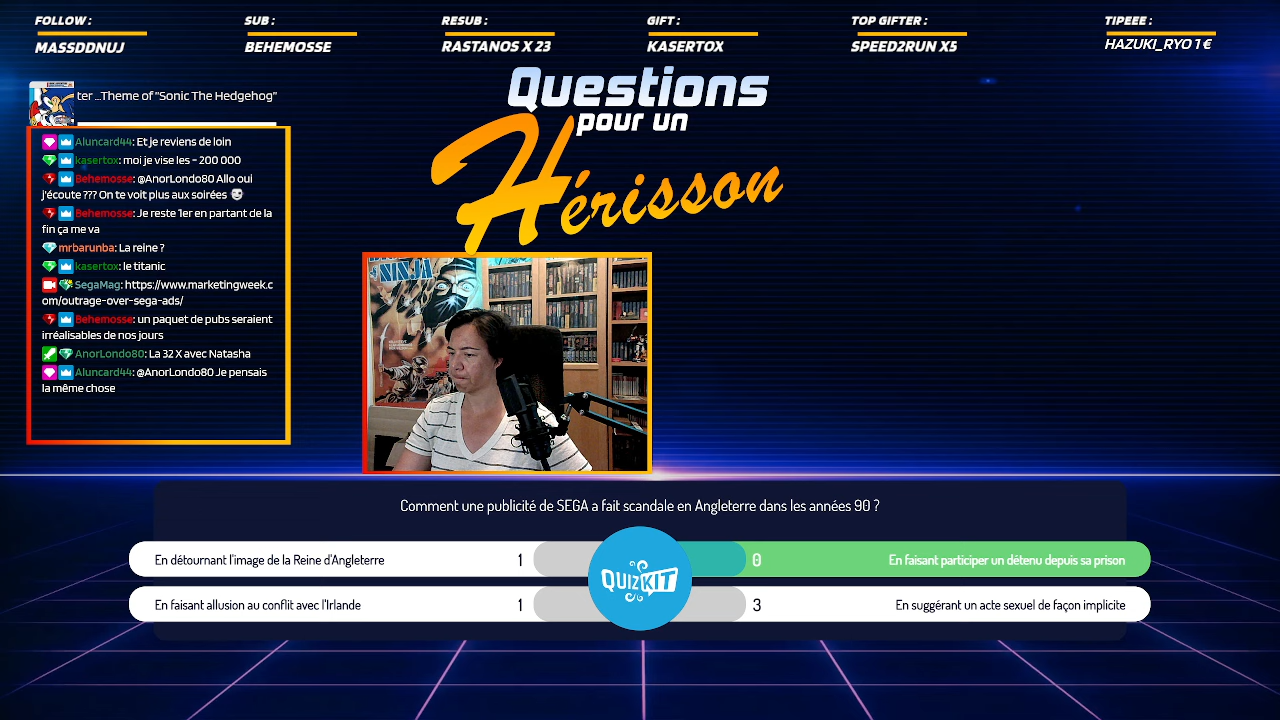 FOLLOW :
MASSDDNUJ
SUB :
BEHEMOSSE
RESUB :
RASTANOS X 23
GIFT :
KASERTOX
TOP GIFTER :
SPEED2RUN X5
TIPEEE :
HAZUKI_RYO 1 €
Questions
pour un
Hérisson
ter ...Theme of "Sonic The Hedgehog"
Aluncard44: Et je reviens de loin
kasertox: moi je vise les - 200 000
Behemosse: @AnorLondo80 Allo oui
j'écoute ??? On te voit plus aux soirées
Behemosse: Je reste 1er en partant de la
fin ça me va
mrbarunba: La reine ?
kasertox: le titanic
SegaMag: https://www.marketingweek.c
om/outrage-over-sega-ads/
Behemosse: un paquet de pubs seraient
irréalisables de nos jours
AnorLondo80: La 32 X avec Natasha
Aluncard44: @AnorLondo80 Je pensais
la même chose
NINJA
Comment une publicité de SEGA a fait scandale en Angleterre dans les années 90 ?
En détournant l'image de la Reine d'Angleterre 1
0 En faisant participer un détenu depuis sa prison
QUIZKIT
En faisant allusion au conflit avec l'Irlande 1
3 En suggérant un acte sexuel de façon implicite